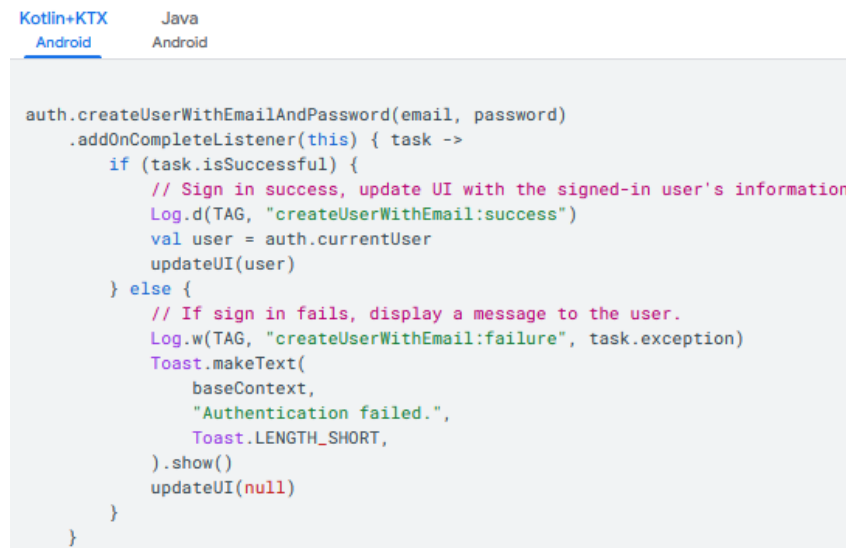 Kotlin+KTX Java
Android Android
auth.createUserWithEmailAndPassword(email, password)
    .addOnCompleteListener(this) { task ->
        if (task.isSuccessful) {
            // Sign in success, update UI with the signed-in user's information
            Log.d(TAG, "createUserWithEmail:success")
            val user = auth.currentUser
            updateUI(user)
        } else {
            // If sign in fails, display a message to the user.
            Log.w(TAG, "createUserWithEmail:failure", task.exception)
            Toast.makeText(
                baseContext,
                "Authentication failed.",
                Toast.LENGTH_SHORT,
            ).show()
            updateUI(null)
        }
    }